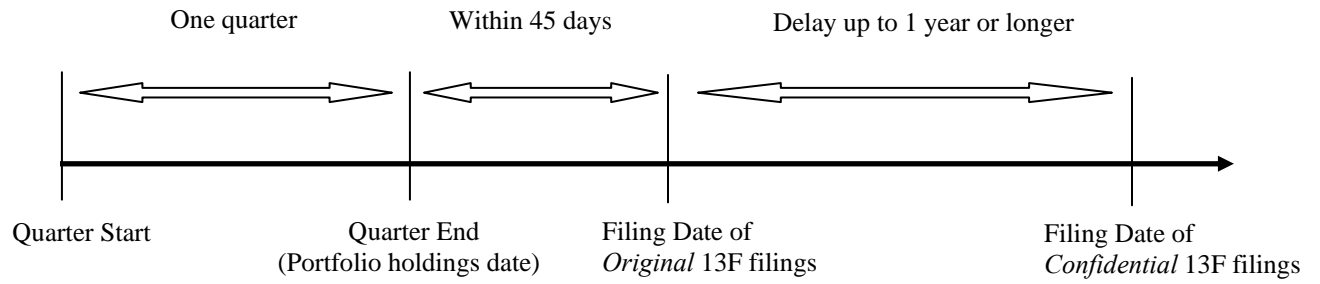 One quarter
Within 45 days
Delay up to 1 year or longer
Quarter Start
Quarter End
(Portfolio holdings date)
Filing Date of
Original 13F filings
Filing Date of
Confidential 13F filings